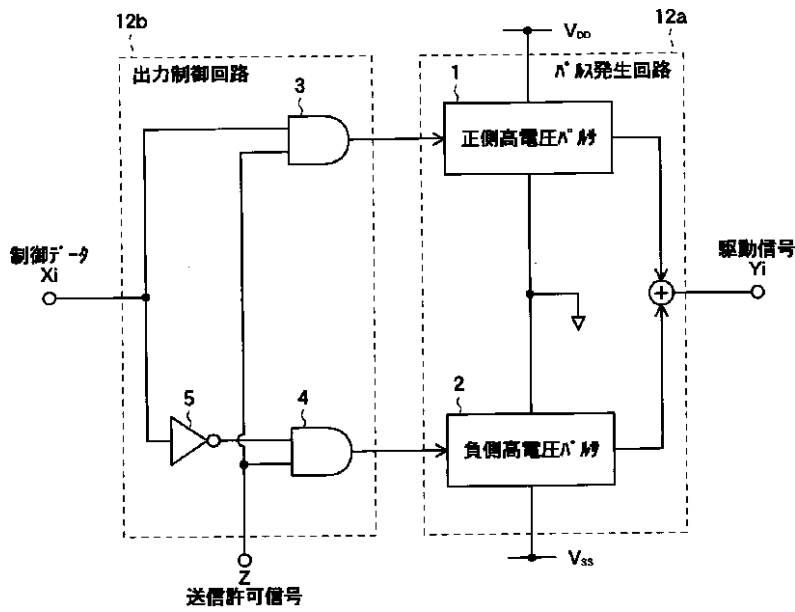 12b
12a
V_DD
出力制御回路
パルス発生回路
3
1
正側高電圧パルサ
制御データ
Xi
駆動信号
Yi
5
4
2
負側高電圧パルサ
Z
送信許可信号
V_SS